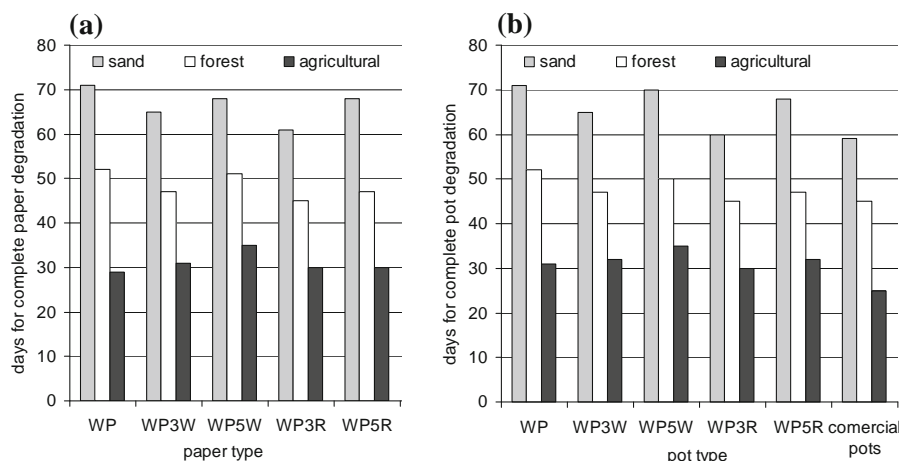 (a)
80
70
60
50
40
30
20
10
0
days for complete paper degradation
sand forest agricultural
WP WP3W WP5W WP3R WP5R
paper type
(b)
80
70
60
50
40
30
20
10
0
days for complete pot degradation
sand forest agricultural
WP WP3W WP5W WP3R WP5R comercial
pots
pot type